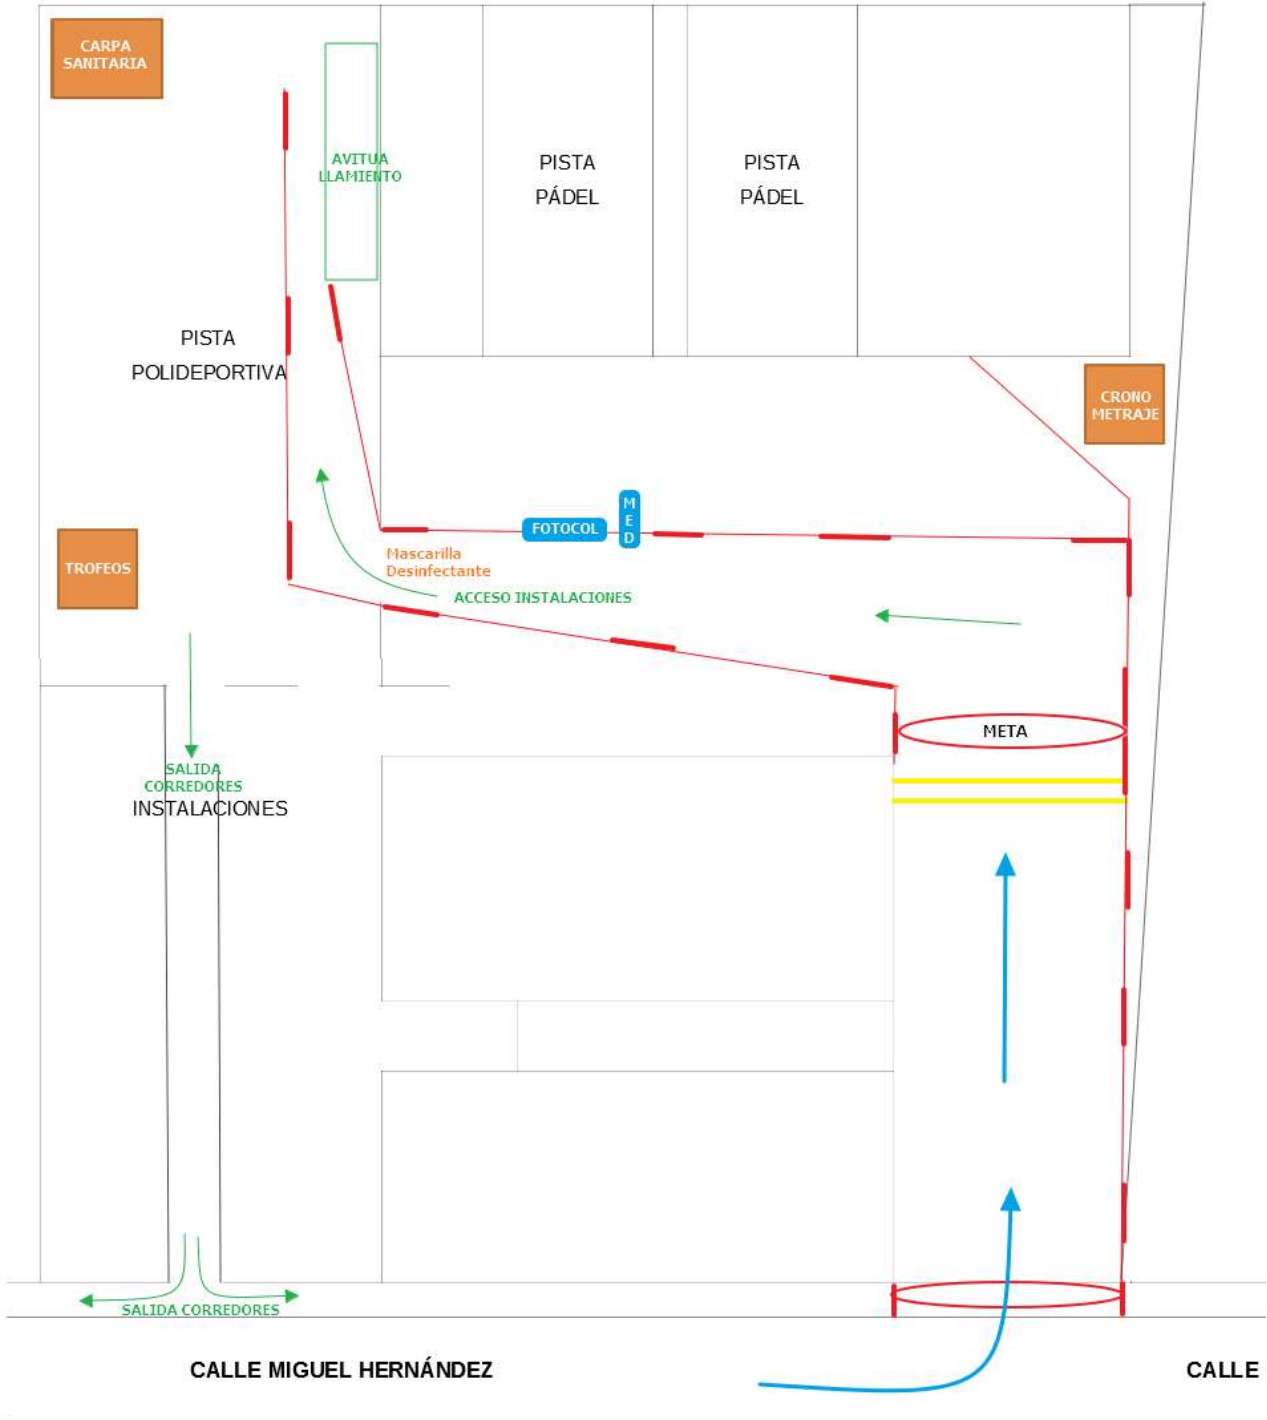 CARPA
SANITARIA
AVITUA
LLAMIENTO
PISTA
PÁDEL
PISTA
PÁDEL
PISTA
POLIDEPORTIVA
CRONO
METRAJE
FOTOCOL
M
E
D
Mascarilla
Desinfectante
TROFEOS
ACCESO INSTALACIONES
META
SALIDA
CORREDORES
INSTALACIONES
SALIDA CORREDORES
CALLE MIGUEL HERNÁNDEZ
CALLE